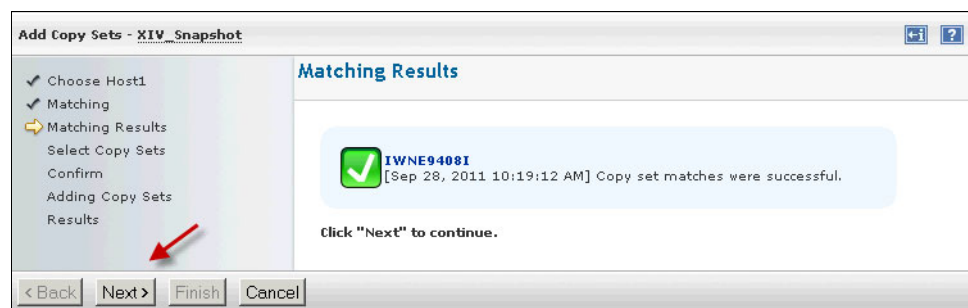 Add Copy Sets - XIV_Snapshot
?
Choose Host1
Matching
Matching Results
Select Copy Sets
Confirm
Adding Copy Sets
Results
Matching Results
IWNE9408I
[Sep 28, 2011 10:19:12 AM] Copy set matches were successful.
Click "Next" to continue.
< Back Next > Finish Cancel